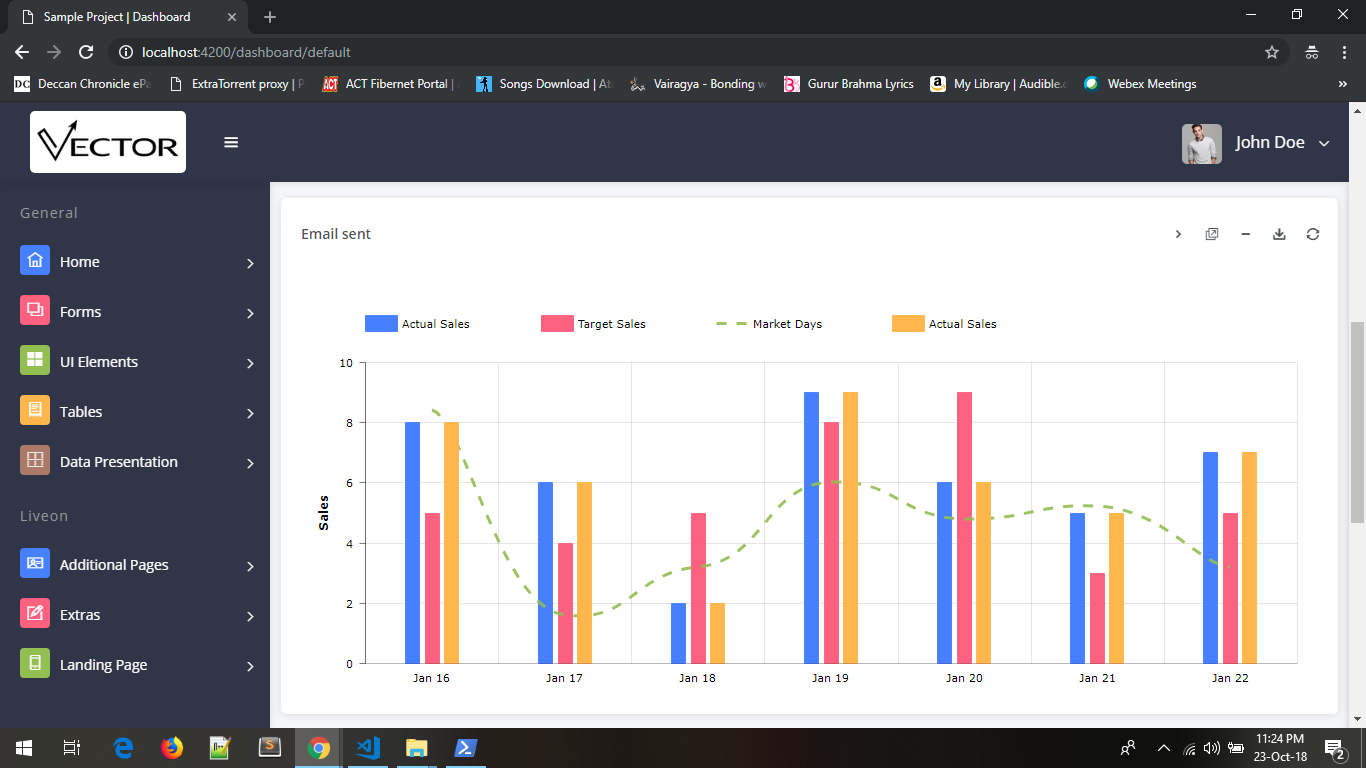 Sample Project | Dashboard
localhost:4200/dashboard/default
Deccan Chronicle ePa
ExtraTorrent proxy | P
ACT Fibernet Portal |
Songs Download | At
Vairagya - Bonding w
Gurur Brahma Lyrics
My Library | Audible.c
Webex Meetings
VECTOR
John Doe
General
Home
Forms
UI Elements
Tables
Data Presentation
Liveon
Additional Pages
Extras
Landing Page
Email sent
Actual Sales
Target Sales
Market Days
Actual Sales
Sales
10
8
6
4
2
0
Jan 16
Jan 17
Jan 18
Jan 19
Jan 20
Jan 21
Jan 22
11:24 PM
23-Oct-18
2